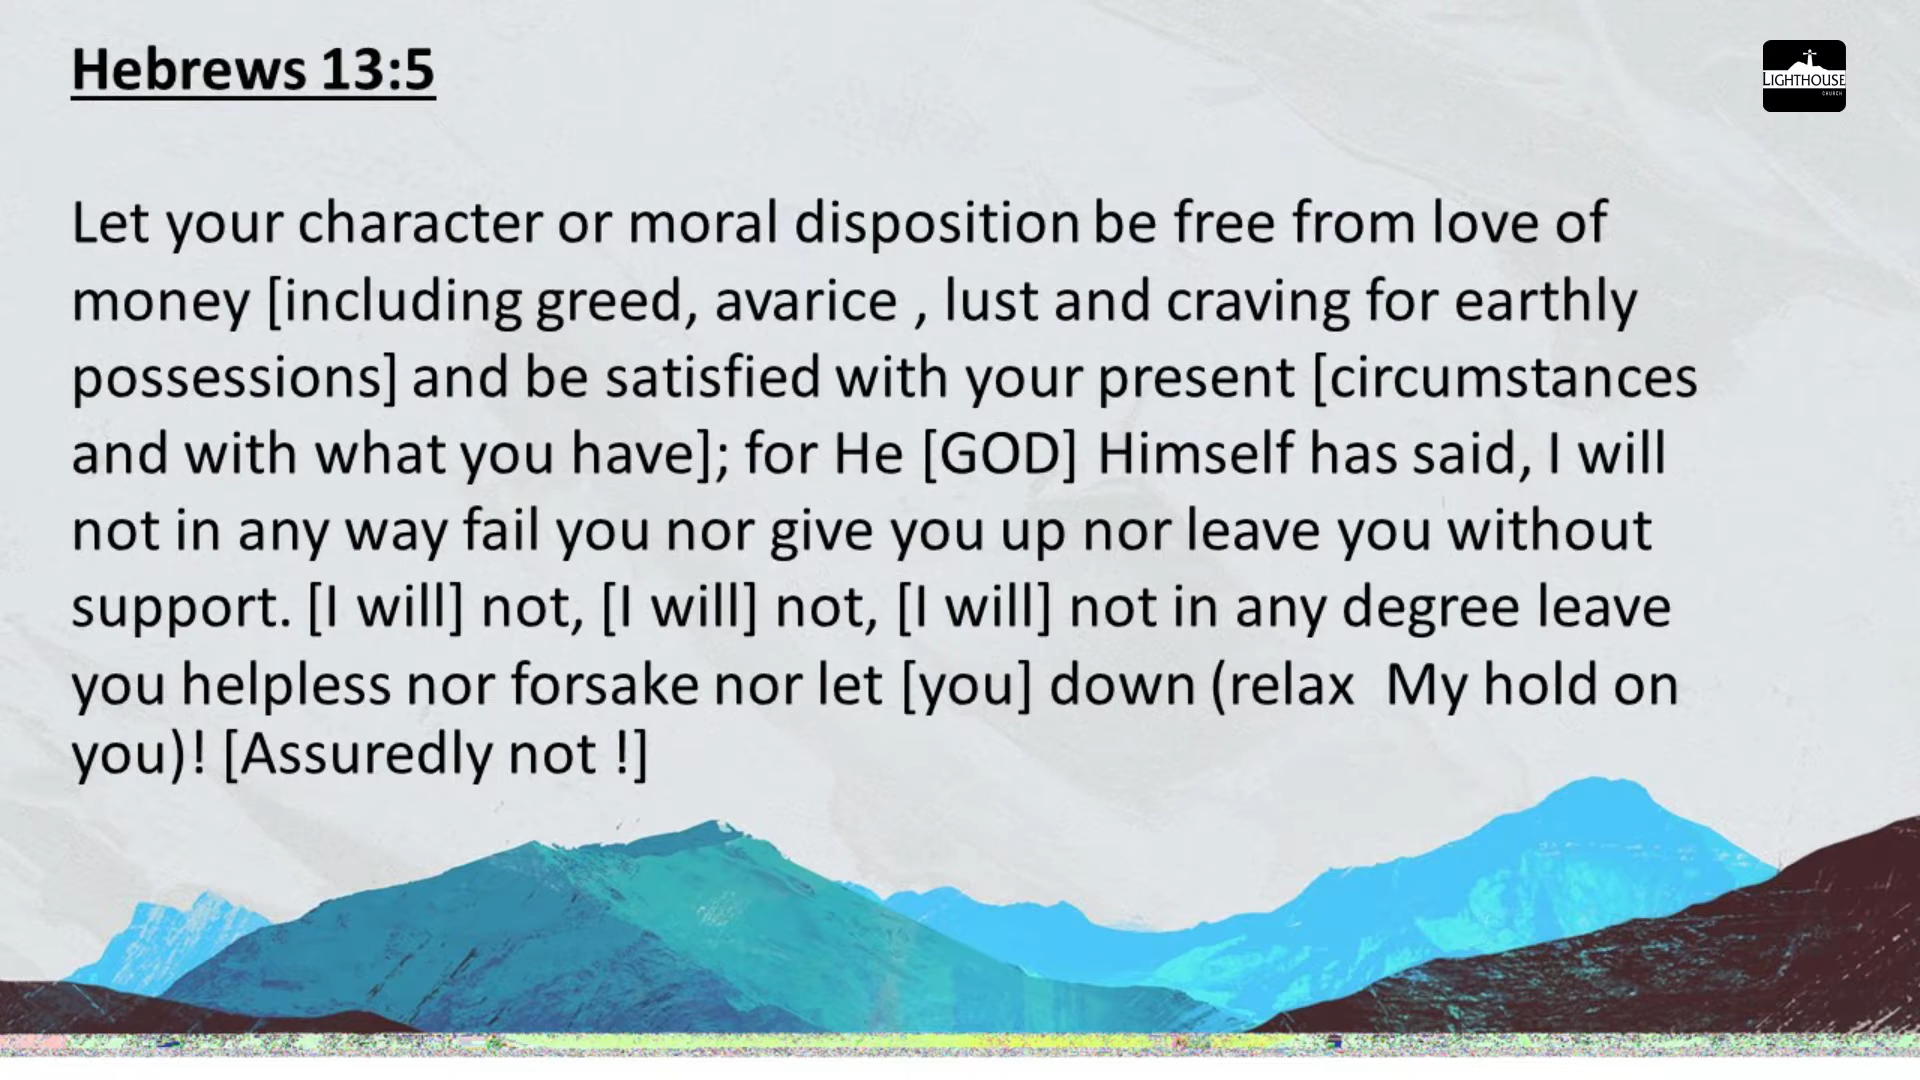 Hebrews 13:5
LIGHTHOUSE
CHURCH
Let your character or moral disposition be free from love of
money [including greed, avarice , lust and craving for earthly
possessions] and be satisfied with your present [circumstances
and with what you have]; for He [GOD] Himself has said, I will
not in any way fail you nor give you up nor leave you without
support. [I will] not, [I will] not, [I will] not in any degree leave
you helpless nor forsake nor let [you] down (relax  My hold on
you)! [Assuredly not !]